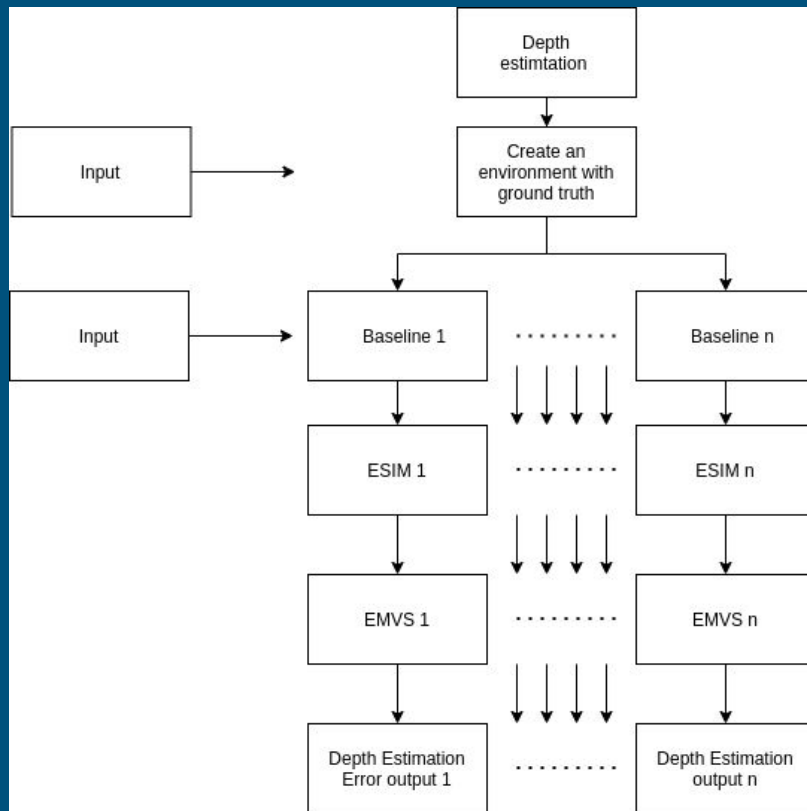 Depth
estimtation
Input
Create an
environment with
ground truth
Input
Baseline 1
Baseline n
ESIM 1
ESIM n
EMVS 1
EMVS n
Depth Estimation
Error output 1
Depth Estimation
output n